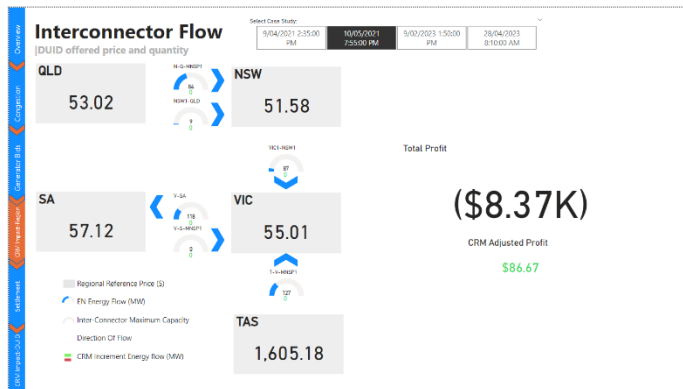 Overview
Congestion
Generator Bids
CRM Impact-Region
Settlement
CRM Impact-DUID
Interconnector Flow
|DUID offered price and quantity
Select Case Study:
9/04/2021 2:35:00 PM
10/05/2021 7:55:00 PM
9/02/2023 1:50:00 PM
28/04/2023 8:10:00 AM
QLD
53.02
N-Q-MNSP1
84
0
NSW1-QLD
9
0
NSW
51.58
VIC1-NSW1
87
0
Total Profit
($8.37K)
CRM Adjusted Profit
$86.67
SA
57.12
V-SA
118
0
V-S-MNSP1
0
0
VIC
55.01
T-V-MNSP1
127
0
TAS
1,605.18
Regional Reference Price ($)
EN Energy Flow (MW)
Inter-Connector Maximum Capacity
Direction Of Flow
CRM Increment Energy flow (MW)